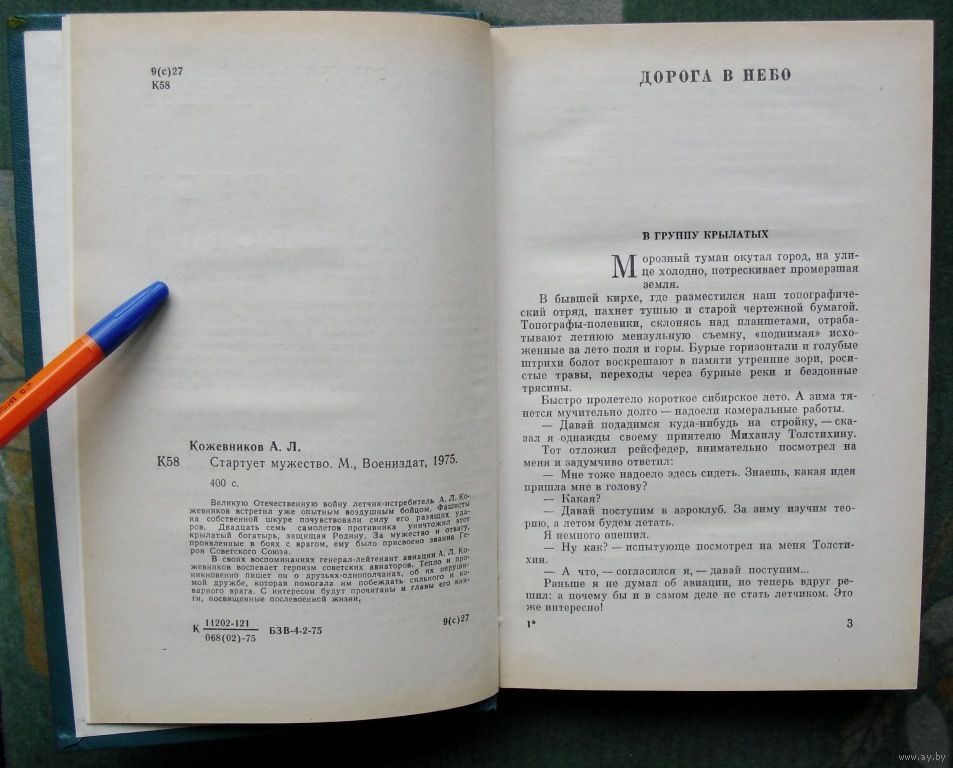 9(с)27
К58
Кожевников А. Л.
К58 Стартует мужество. М., Воениздат, 1975.
400 с.
Великую Отечественную войну летчик-истребитель А. Л. Ко-
жевников встретил уже опытным воздушным бойцом. Фашисты
на собственной шкуре почувствовали силу его разящих уда-
ров. Двадцать семь самолетов противника уничтожил этот
крылатый богатырь, защищая Родину. За мужество и отвагу,
проявленные в боях с врагом, ему было присвоено звание Ге-
роя Советского Союза.
В своих воспоминаниях генерал-лейтенант авиации А. Л. Ко-
жевников воспевает героизм советских авиаторов. Тепло и про-
никновенно пишет он о друзьях-однополчанах, об их неруши-
мой дружбе, которая помогала им побеждать сильного и ко-
варного врага. С интересом будут прочитаны и главы его кни-
ги, посвященные послевоенной жизни,
К 11202-121
068(02)-75 БЗВ-4-2-75 9(с)27
ДОРОГА В НЕБО
В ГРУППУ КРЫЛАТЫХ
Морозный туман окутал город, на ули-
це холодно, потрескивает промерзшая
земля.
В бывшей кирхе, где разместился наш топографиче-
ский отряд, пахнет тушью и старой чертежной бумагой.
Топографы-полевики, склонясь над планшетами, отраба-
тывают летнюю мензульную съемку, «поднимая» исхо-
женные за лето поля и горы. Бурые горизонтали и голубые
штрихи болот воскрешают в памяти утренние зори, роси-
стые травы, переходы через бурные реки и бездонные
трясины.
Быстро пролетело короткое сибирское лето. А зима тя-
нется мучительно долго — надоели камеральные работы.
— Давай подадимся куда-нибудь на стройку, — ска-
зал я однажды своему приятелю Михаилу Толстихину.
Тот отложил рейсфедер, внимательно посмотрел на
меня и задумчиво ответил:
— Мне тоже надоело здесь сидеть. Знаешь, какая идея
пришла мне в голову?
— Какая?
— Давай поступим в аэроклуб. За зиму изучим тео-
рию, а летом будем летать.
Я немного опешил.
— Ну как? — испытующе посмотрел на меня Толсти-
хин.
— А что, — согласился я, — давай поступим...
Раньше я не думал об авиации, но теперь вдруг ре-
шил: а почему бы и в самом деле не стать летчиком. Это
же интересно!
1* 3
www.ay.by